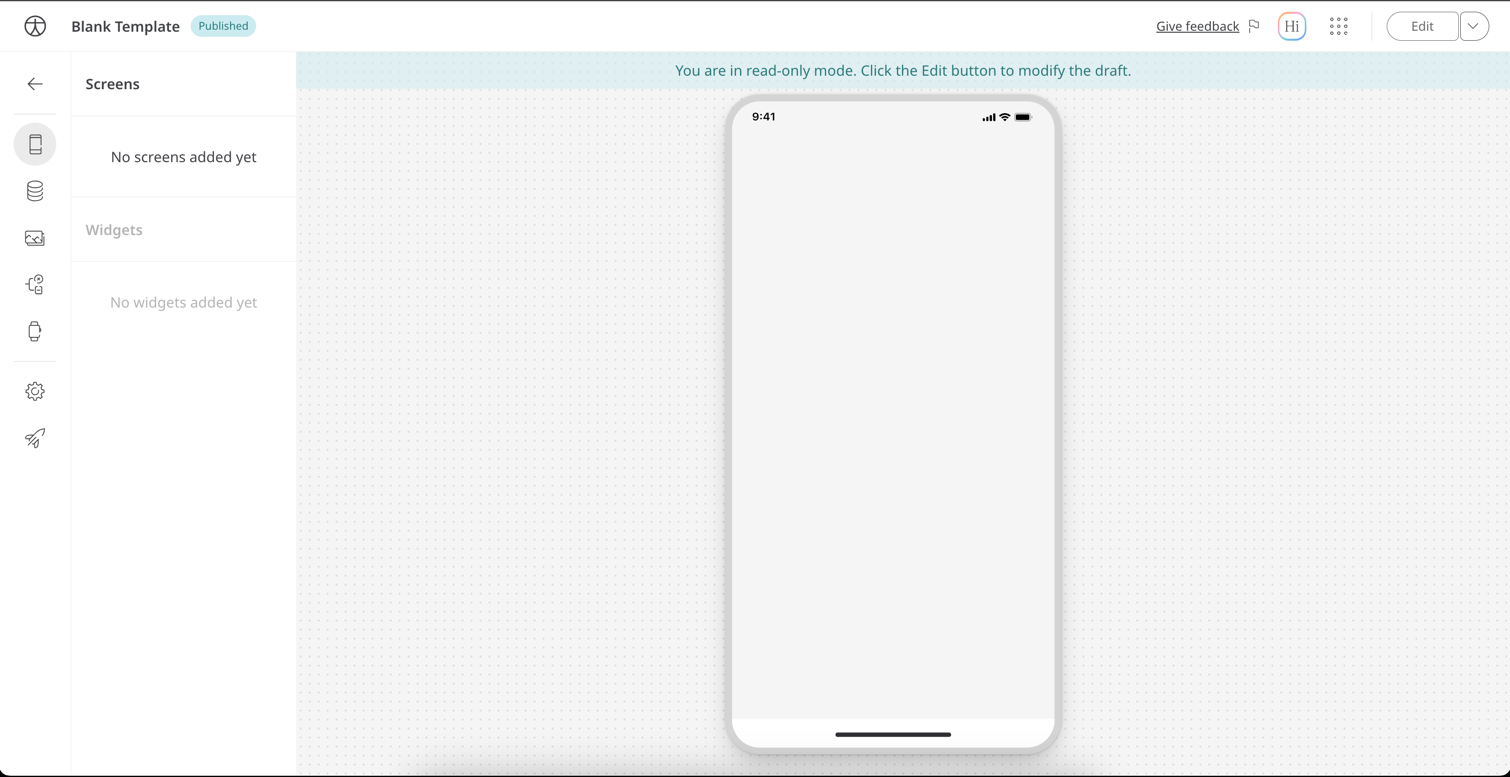 Blank Template
Published
Give feedback
Hi
Edit
Screens
No screens added yet
Widgets
No widgets added yet
You are in read-only mode. Click the Edit button to modify the draft.
9:41